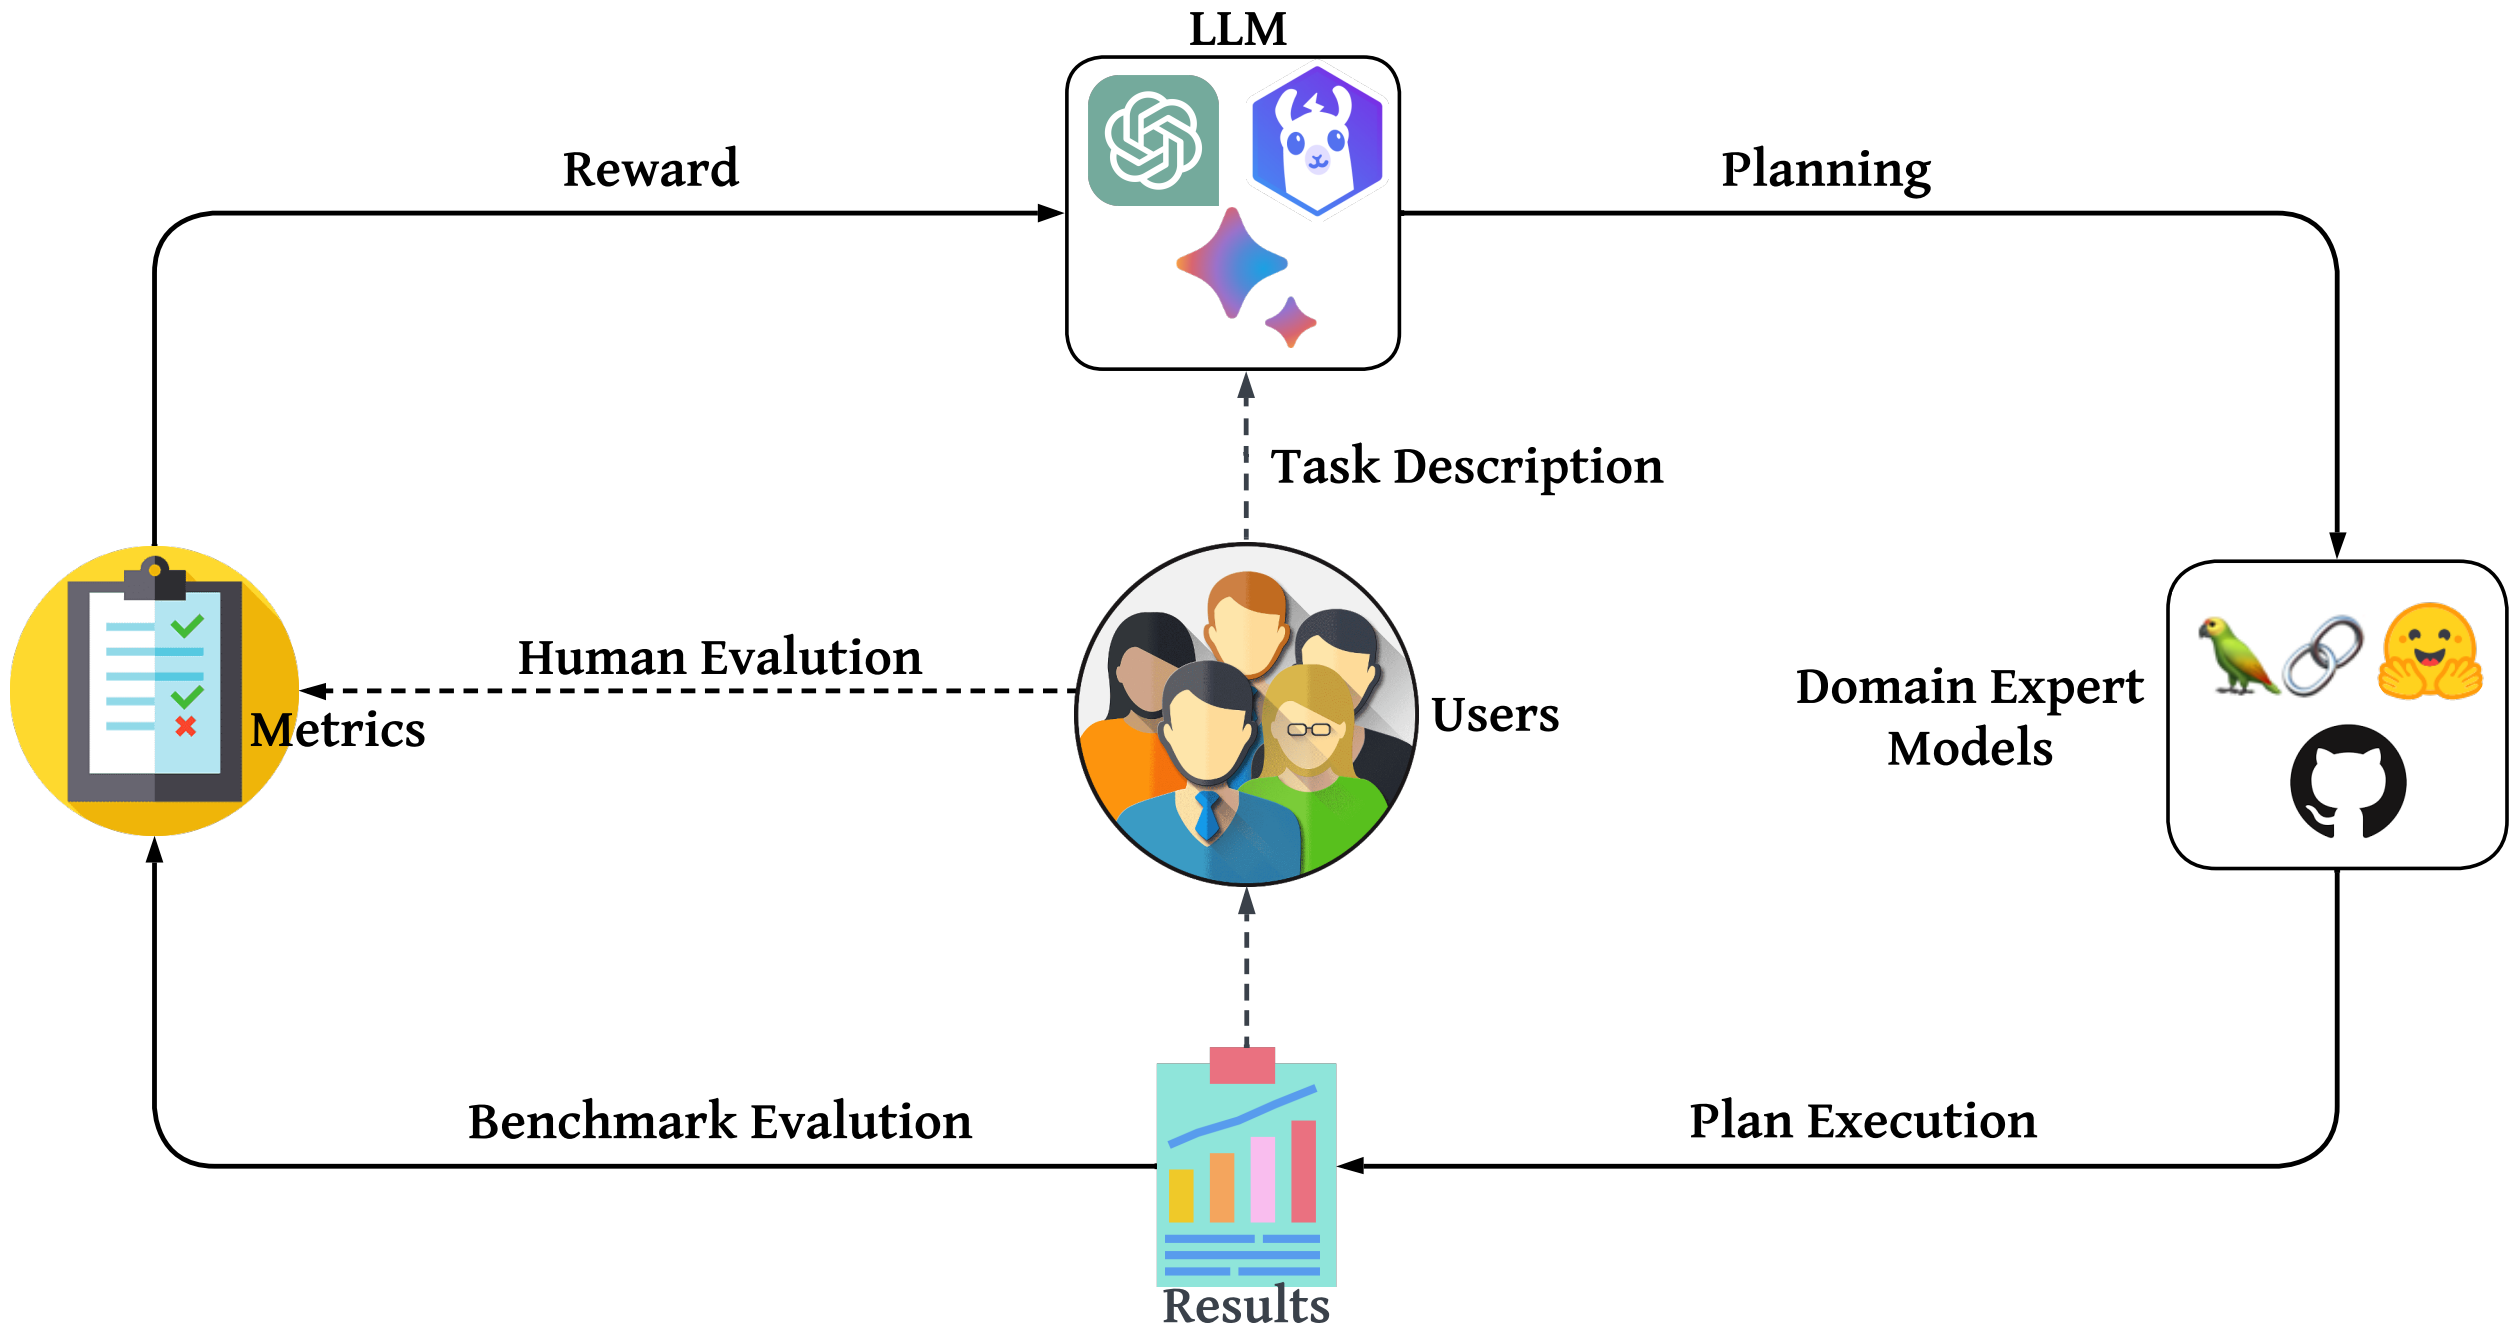 LLM
Reward
Planning
Task Description
Human Evalution
Metrics
Users
Domain Expert
Models
Benchmark Evalution
Plan Execution
Results